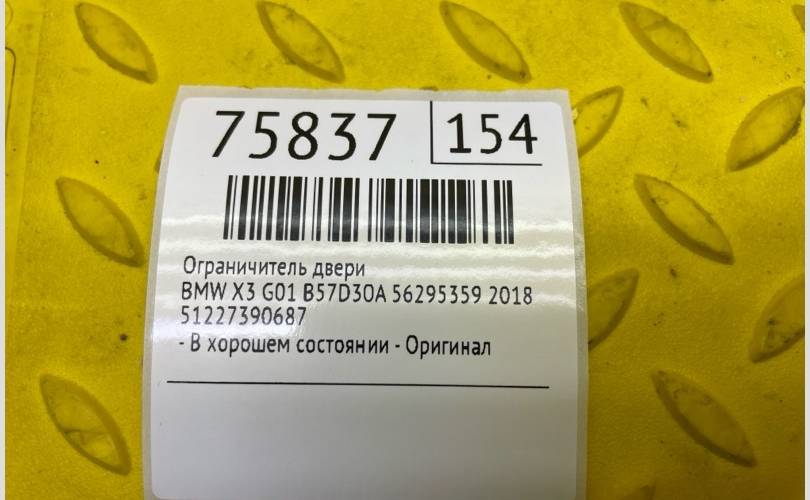 75837 154
Ограничитель двери
BMW X3 G01 B57D30A 56295359 2018
51227390687
- В хорошем состоянии - Оригинал